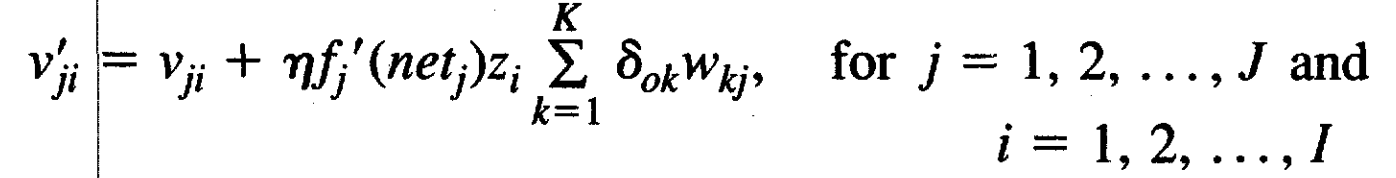 v′ji = vji + ηfj′(netj)zi ∑k=1K δokwkj, for j = 1, 2, ..., J and
i = 1, 2, ..., I